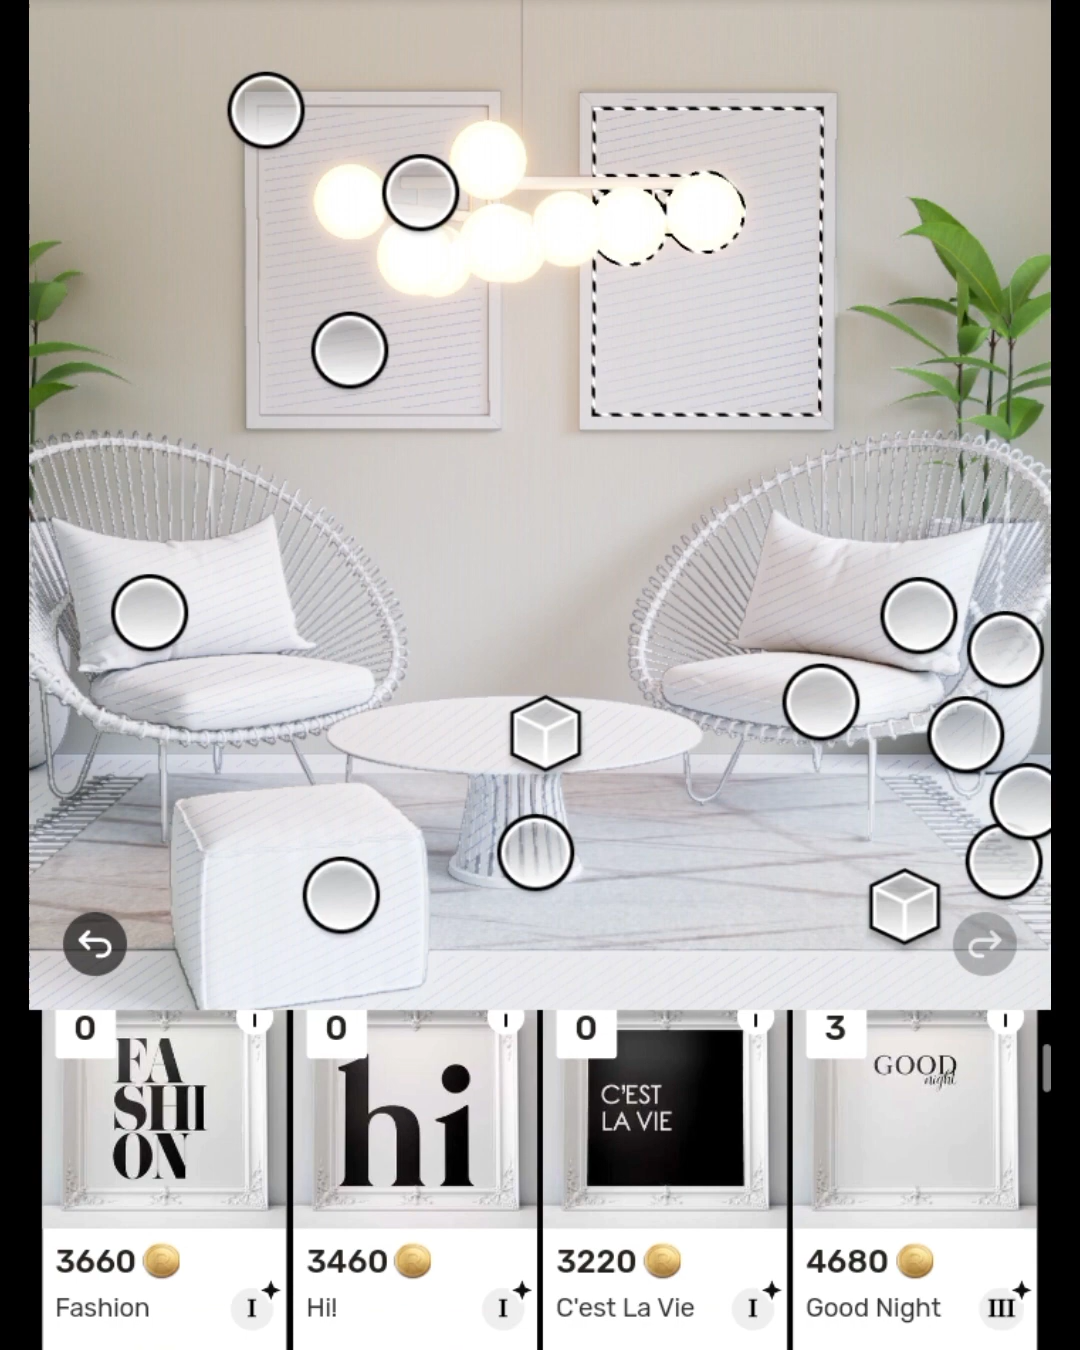 0
0
0
3
FA
SHI
ON
hi
C'EST
LA VIE
GOOD
night
3660
3460
3220
4680
Fashion
I
Hi!
I
C'est La Vie
I
Good Night
III